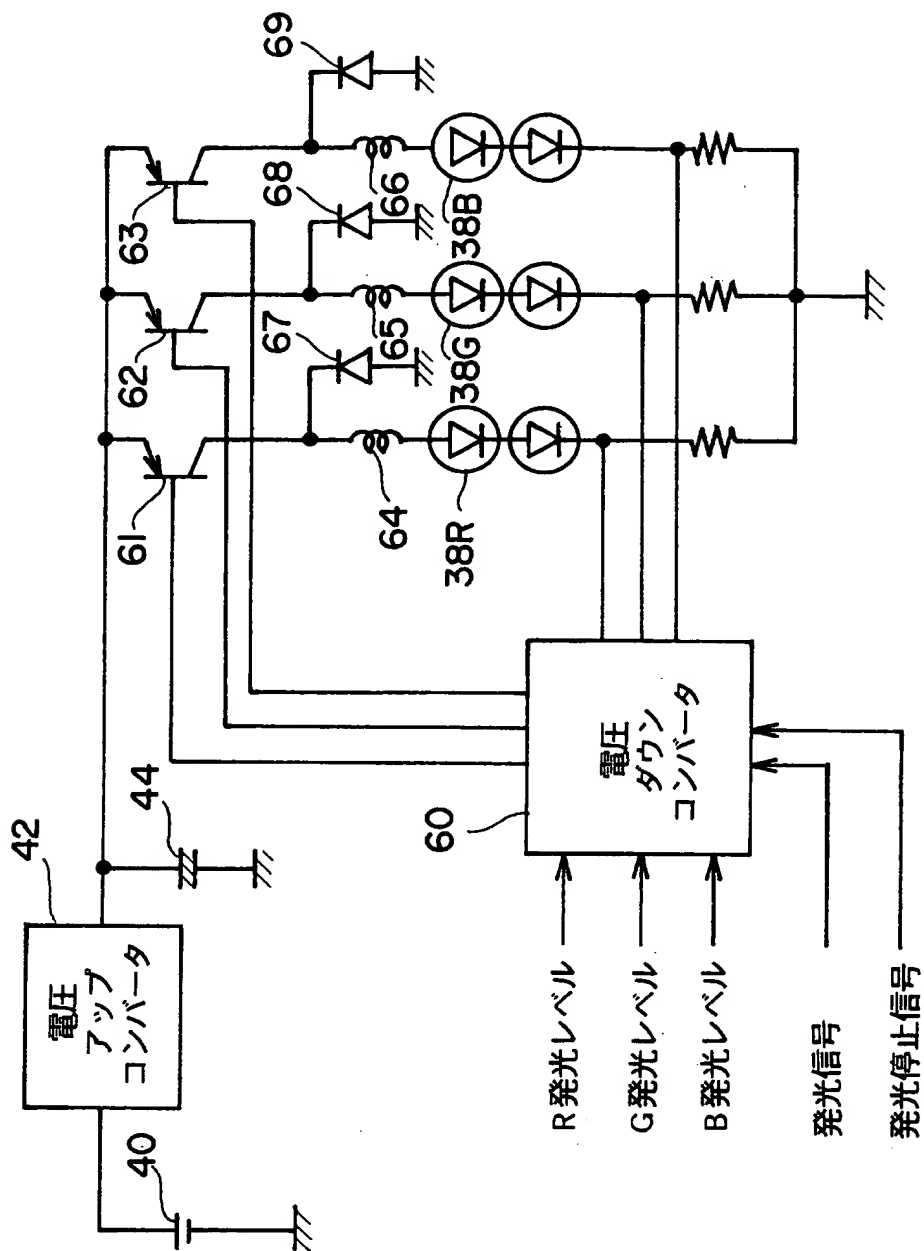 69
68
63
67
62
61
66
38B
65
38G
64
38R
44
42
電圧
アップ
コンバータ
40
60
電圧
ダウン
コンバータ
R発光レベル
G発光レベル
B発光レベル
発光信号
発光停止信号